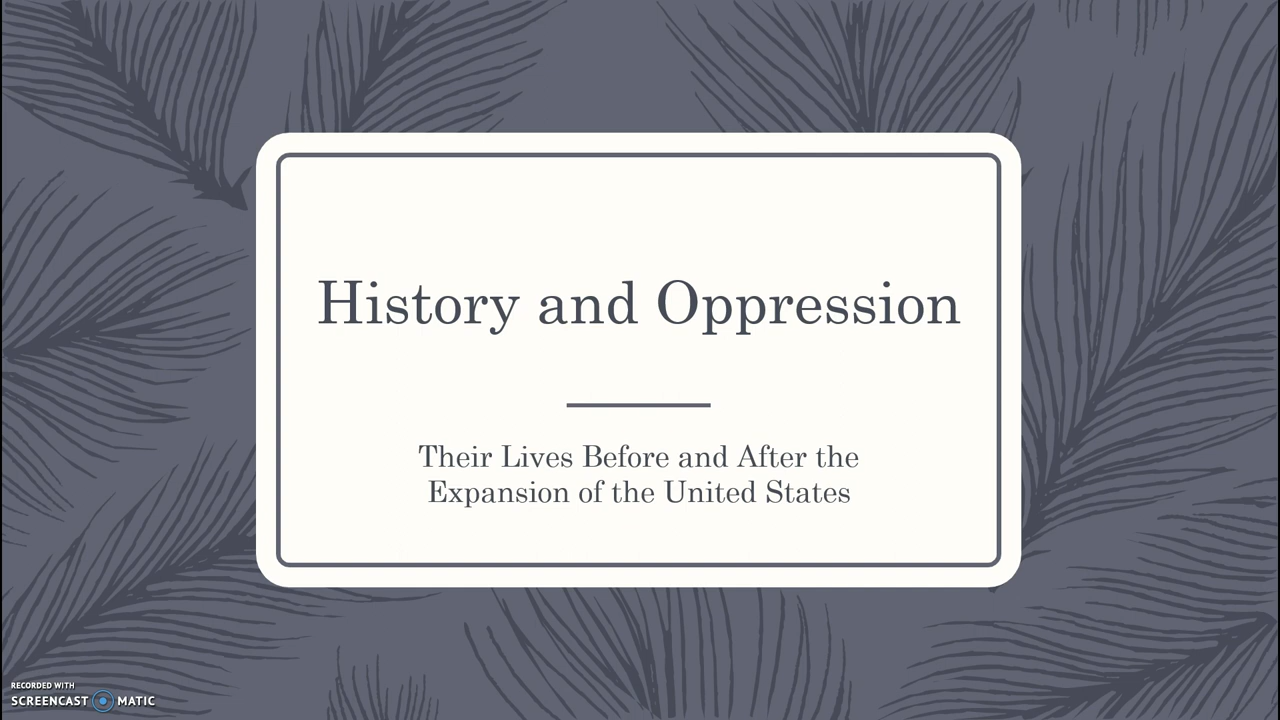 History and Oppression
Their Lives Before and After the
Expansion of the United States
RECORDED WITH
SCREENCAST MATIC